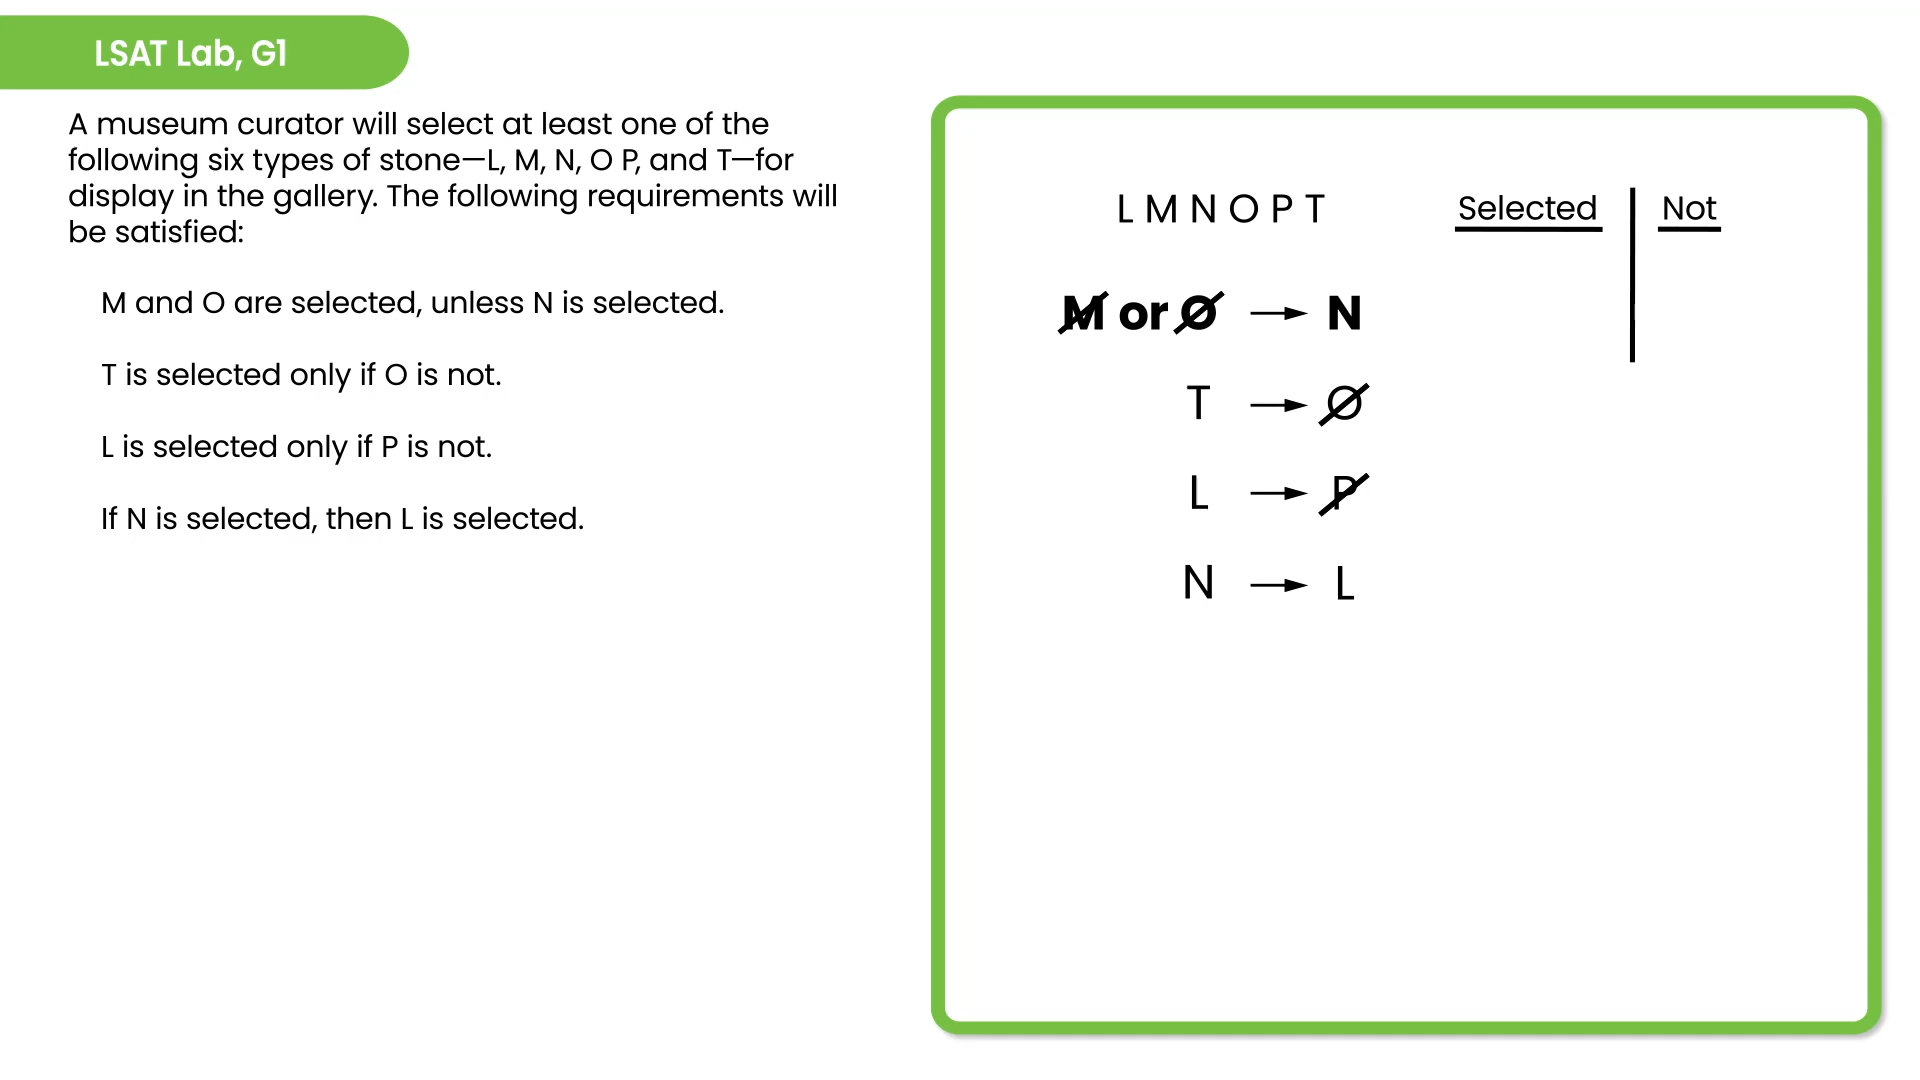 LSAT Lab, G1
A museum curator will select at least one of the
following six types of stone—L, M, N, O P, and T—for
display in the gallery. The following requirements will
be satisfied:
M and O are selected, unless N is selected.
T is selected only if O is not.
L is selected only if P is not.
If N is selected, then L is selected.
L M N O P T
Selected Not
M or O → N
T → O
L → P
N → L